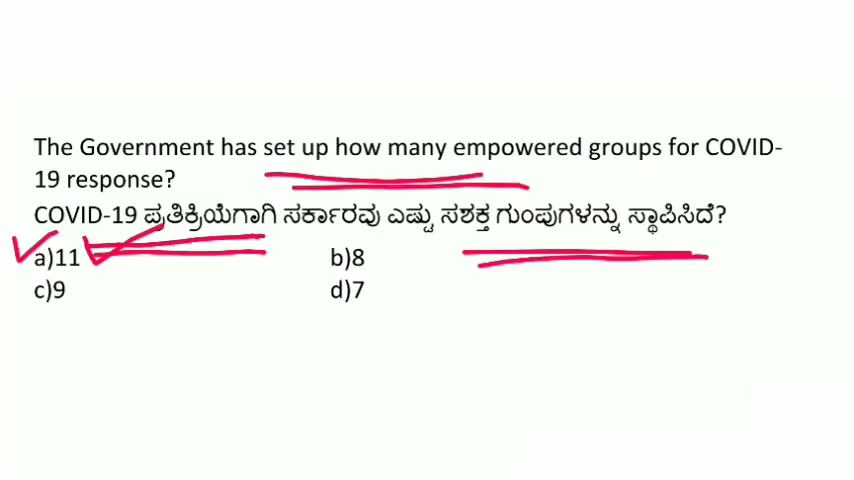 The Government has set up how many empowered groups for COVID-
19 response?
COVID-19 ಪ್ರತಿಕ್ರಿಯೆಗಾಗಿ ಸರ್ಕಾರವು ಎಷ್ಟು ಸಶಕ್ತ ಗುಂಪುಗಳನ್ನು ಸ್ಥಾಪಿಸಿದೆ?
a)11 b)8
c)9 d)7